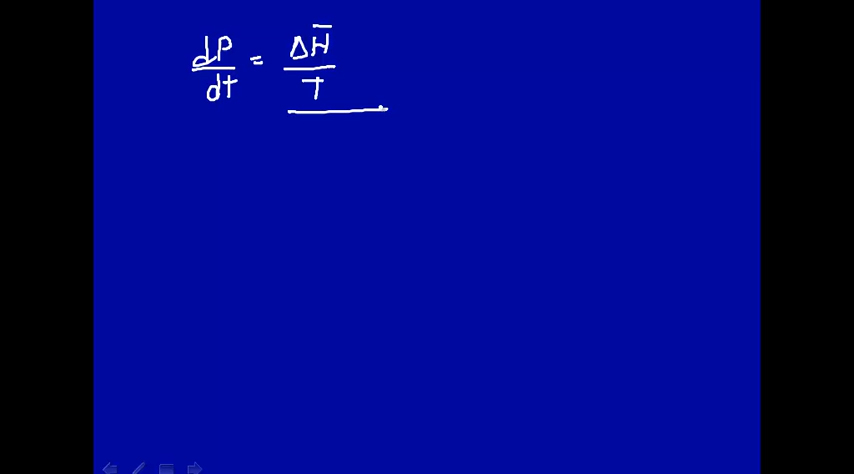 dP/dt = ΔH̅/T